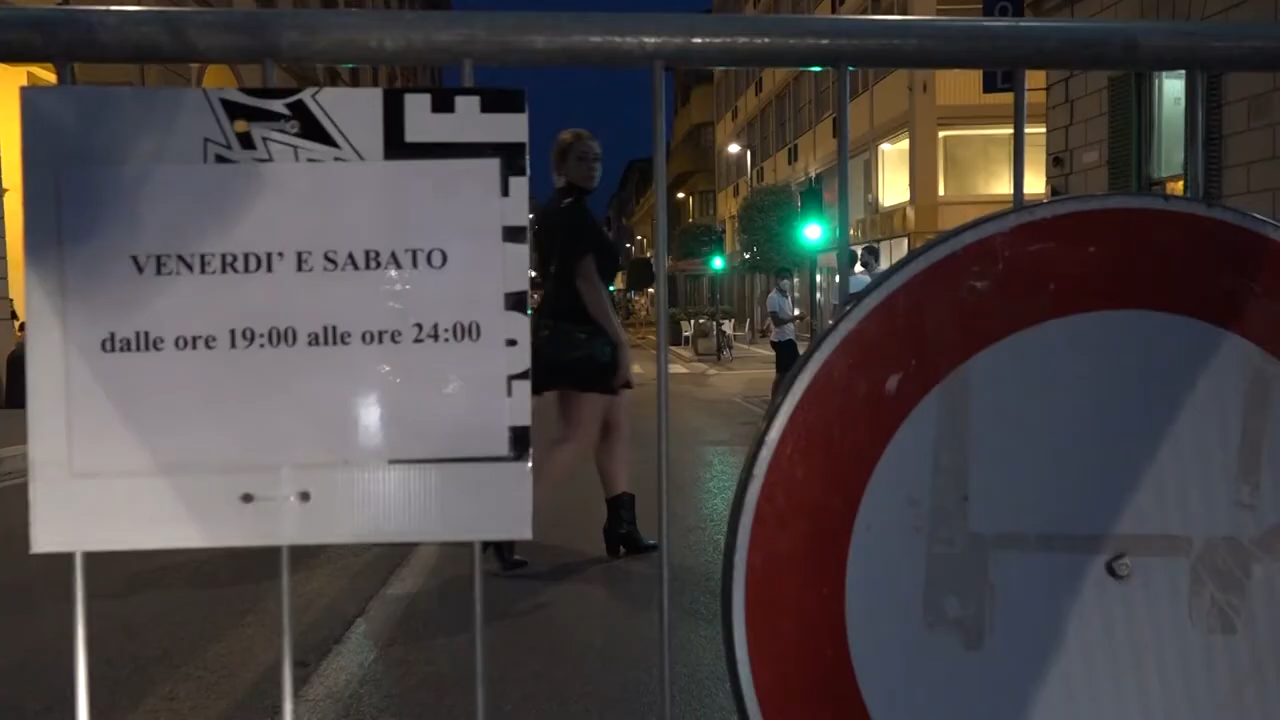 VENERDI’ E SABATO
dalle ore 19:00 alle ore 24:00